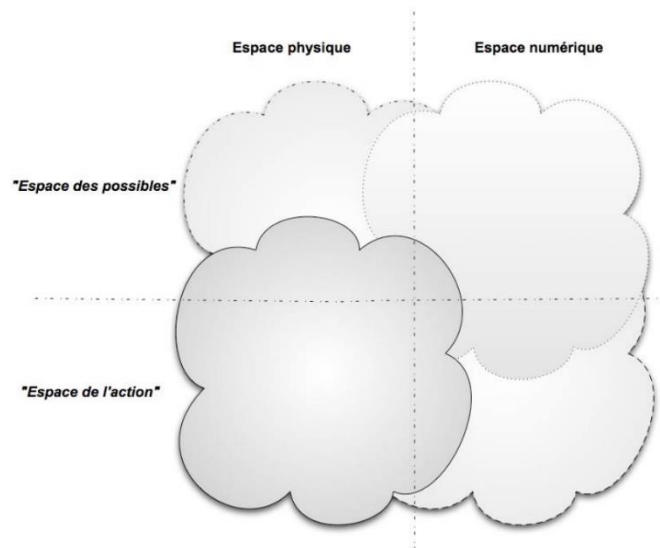 Espace physique
Espace numérique
"Espace des possibles"
"Espace de l'action"